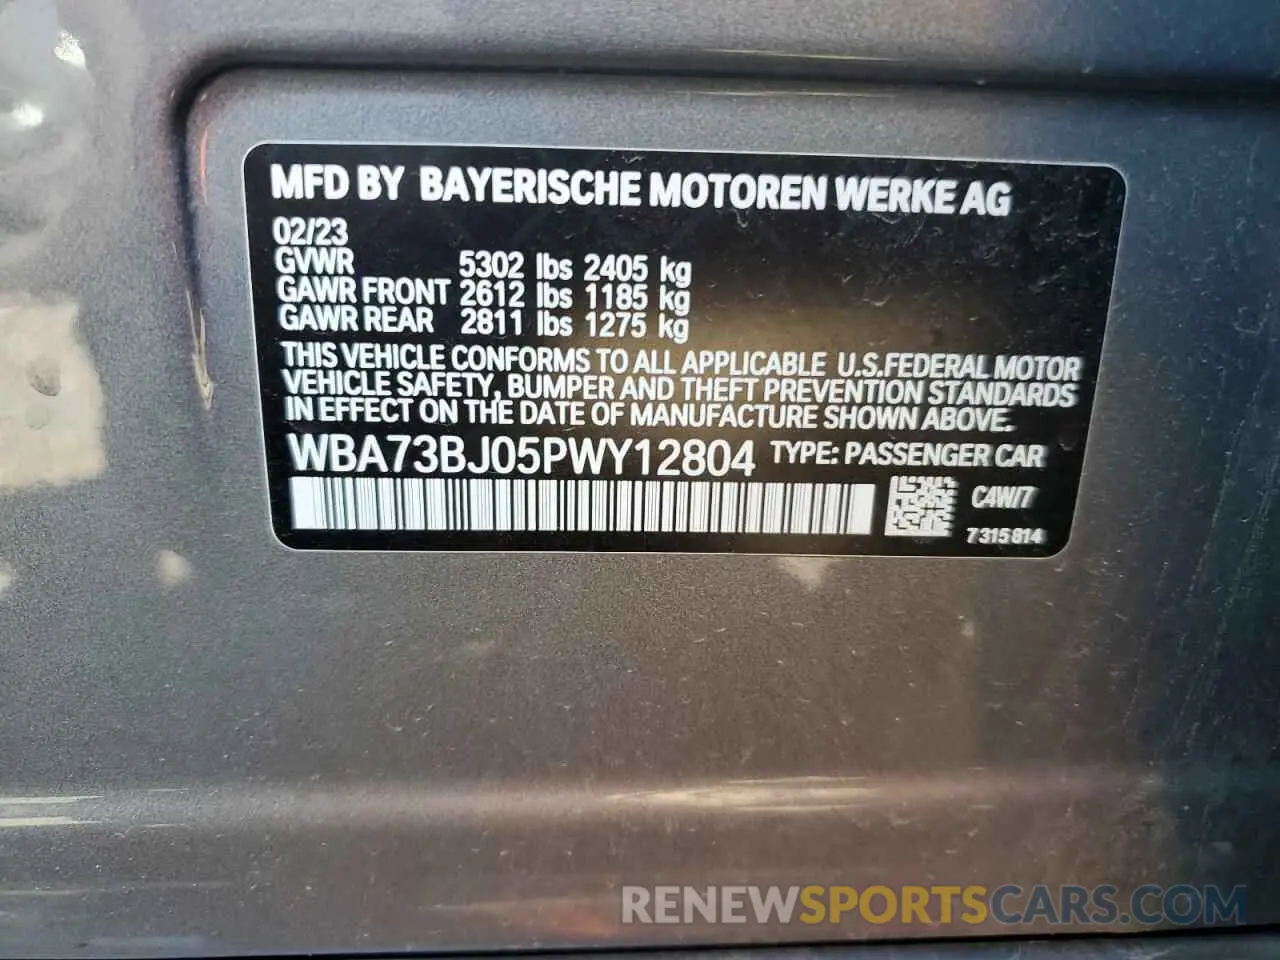 MFD BY BAYERISCHE MOTOREN WERKE AG
02/23
GVWR 5302 lbs 2405 kg
GAWR FRONT 2612 lbs 1185 kg
GAWR REAR 2811 lbs 1275 kg
THIS VEHICLE CONFORMS TO ALL APPLICABLE U.S.FEDERAL MOTOR
VEHICLE SAFETY, BUMPER AND THEFT PREVENTION STANDARDS
IN EFFECT ON THE DATE OF MANUFACTURE SHOWN ABOVE.
WBA73BJ05PWY12804 TYPE: PASSENGER CAR
C4W/7
7 315 814
RENEWSPORTSCARS.COM